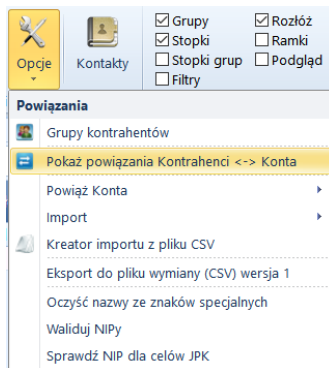 Opcje
Kontakty
Grupy
Stopki
Stopki grup
Filtry
Rozłóż
Ramki
Podgląd
Powiązania
Grupy kontrahentów
Pokaż powiązania Kontrahenci <-> Konta
Powiąż Konta
Import
Kreator importu z pliku CSV
Eksport do pliku wymiany (CSV) wersja 1
Oczyść nazwy ze znaków specjalnych
Waliduj NIPy
Sprawdź NIP dla celów JPK